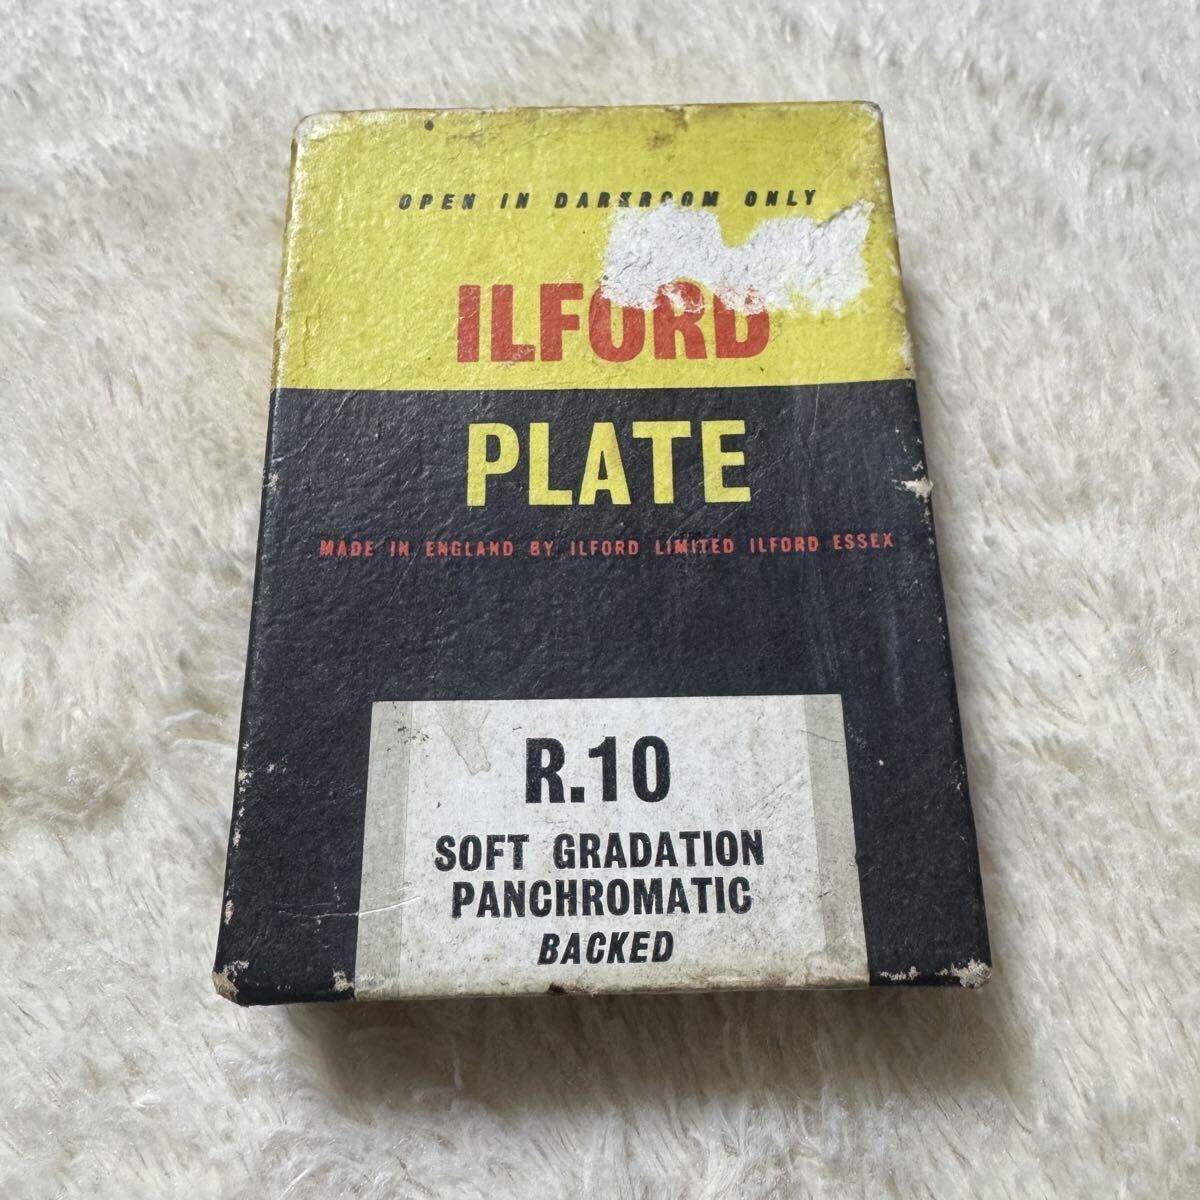 OPEN IN DARKROOM ONLY
ILFORD
PLATE
MADE IN ENGLAND BY ILFORD LIMITED ILFORD ESSEX
R.10
SOFT GRADATION
PANCHROMATIC
BACKED